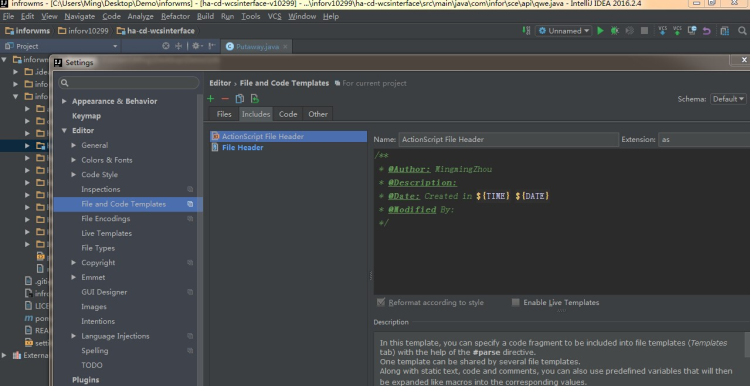 infrowms - [C:\Users\Ming\Desktop\Demo\inforwms] - [ha-cd-wcsinterface-v10299] - ...\inforv10299\ha-cd-wcsinterface\src\main\java\com\infor\sce\api\qwe.java - IntelliJ IDEA 2016.2.4
File Edit View Navigate Code Analyze Refactor Build Run Tools VCS Window Help
inforwms inforv10299 ha-cd-wcsinterface Unnamed
Project Putaway.java
Settings
Editor › File and Code Templates For current project
Schema: Default
Files Includes Code Other
Appearance & Behavior
Keymap
Editor
General
Colors & Fonts
Code Style
Inspections
File and Code Templates
File Encodings
Live Templates
File Types
Copyright
Emmet
GUI Designer
Images
Intentions
Language Injections
Spelling
TODO
Plugins
ActionScript File Header
File Header
Name: ActionScript File Header Extension: as
/**
* @Author: MingmingZhou
* @Description:
* @Date: Created in ${TIME} ${DATE}
* @Modified By:
*/
Reformat according to style Enable Live Templates
Description
In this template, you can specify a code fragment to be included into file templates (Templates
tab) with the help of the #parse directive.
One template can be shared by several file templates.
Along with static text, code and comments, you can also use predefined variables that will then
be expanded like macros into the corresponding values.
inforw
.ide
info
info
.giti
infr
LICE
pom
REA
setti
Externa